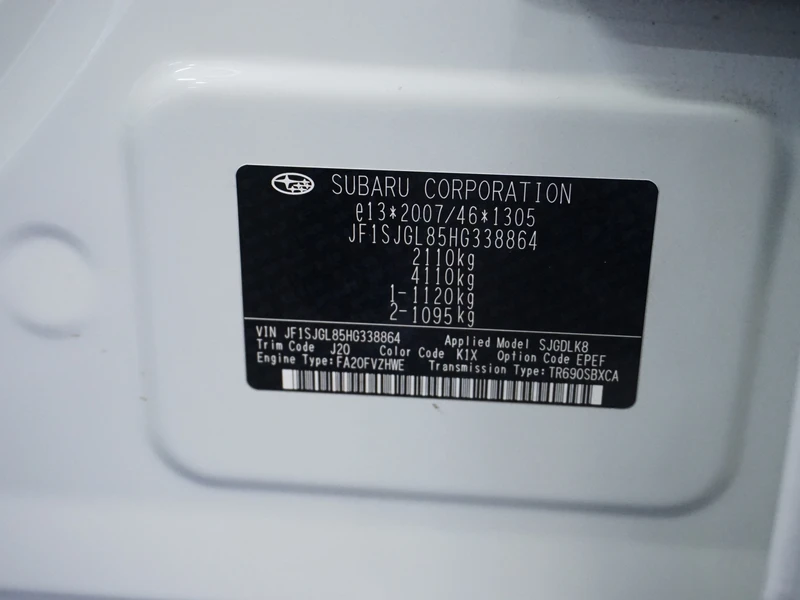 SUBARU CORPORATION
e13*2007/46*1305
JF1SJGL85HG338864
2110kg
4110kg
1-1120kg
2-1095kg
VIN JF1SJGL85HG338864 Applied Model SJGDLK8
Trim Code J20 Color Code K1X Option Code EPEF
Engine Type: FA20FVZHWE Transmission Type: TR690SBXCA